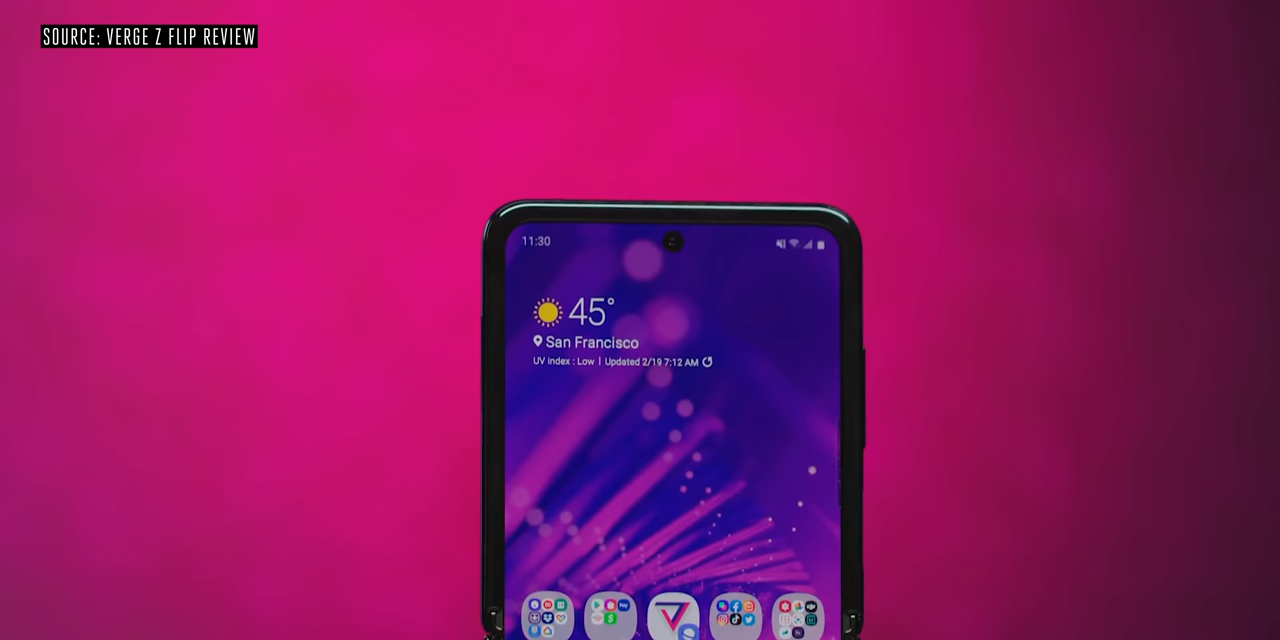 SOURCE: VERGE Z FLIP REVIEW
11:30
45°
San Francisco
UV index : Low | Updated 2/19 7:12 AM